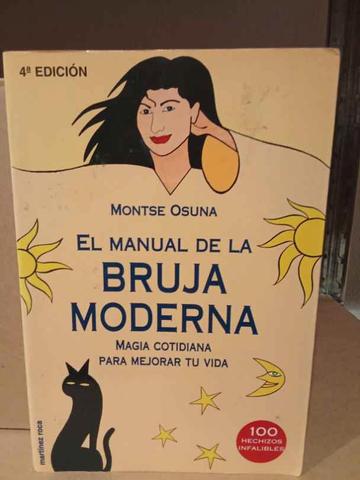 4ª EDICIÓN
MONTSE OSUNA
EL MANUAL DE LA
BRUJA
MODERNA
MAGIA COTIDIANA
PARA MEJORAR TU VIDA
100
HECHIZOS
INFALIBLES
martínez roca